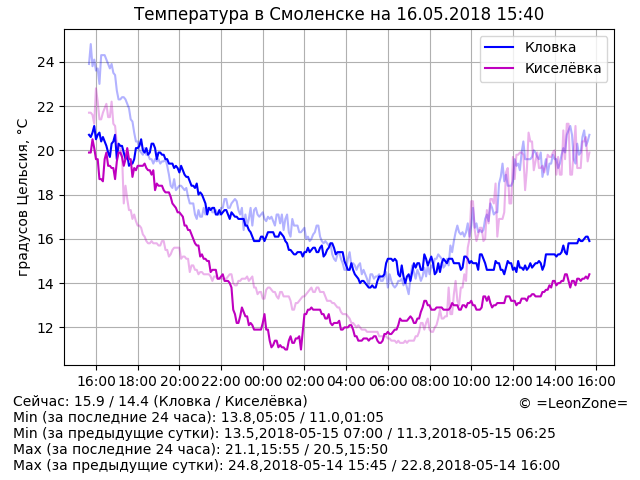 Температура в Смоленске на 16.05.2018 15:40
Кловка
Киселёвка
градусов Цельсия, °C
24
22
20
18
16
14
12
16:00 18:00 20:00 22:00 00:00 02:00 04:00 06:00 08:00 10:00 12:00 14:00 16:00
Сейчас: 15.9 / 14.4 (Кловка / Киселёвка)
© =LeonZone=
Min (за последние 24 часа): 13.8,05:05 / 11.0,01:05
Min (за предыдущие сутки): 13.5,2018-05-15 07:00 / 11.3,2018-05-15 06:25
Max (за последние 24 часа): 21.1,15:55 / 20.5,15:50
Max (за предыдущие сутки): 24.8,2018-05-14 15:45 / 22.8,2018-05-14 16:00